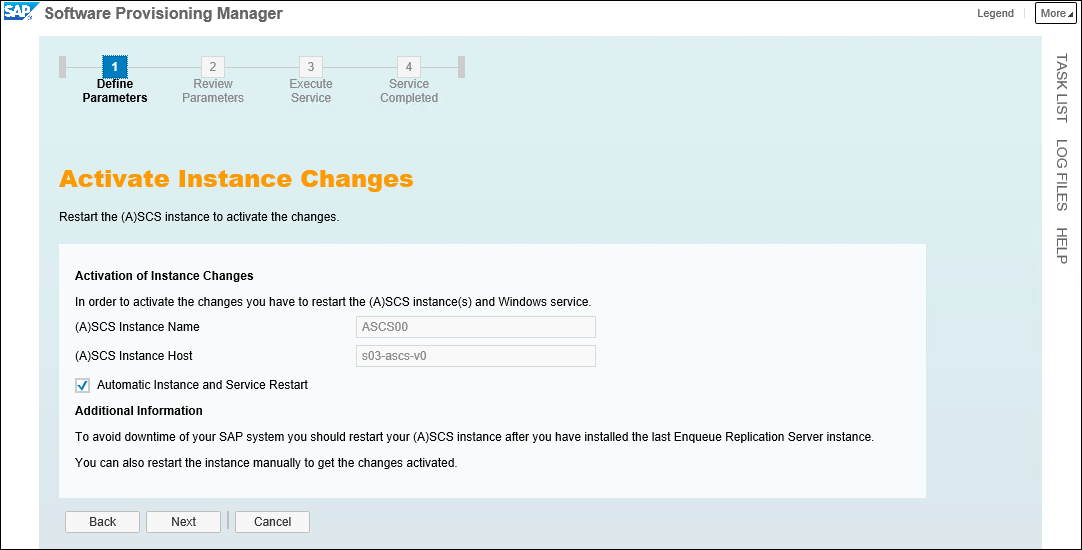 SAP Software Provisioning Manager
Legend
More
1
2
3
4
Define
Parameters
Review
Parameters
Execute
Service
Service
Completed
TASK LIST
LOG FILES
HELP
Activate Instance Changes
Restart the (A)SCS instance to activate the changes.
Activation of Instance Changes
In order to activate the changes you have to restart the (A)SCS instance(s) and Windows service.
(A)SCS Instance Name
ASCS00
(A)SCS Instance Host
s03-ascs-v0
Automatic Instance and Service Restart
Additional Information
To avoid downtime of your SAP system you should restart your (A)SCS instance after you have installed the last Enqueue Replication Server instance.
You can also restart the instance manually to get the changes activated.
Back
Next
Cancel